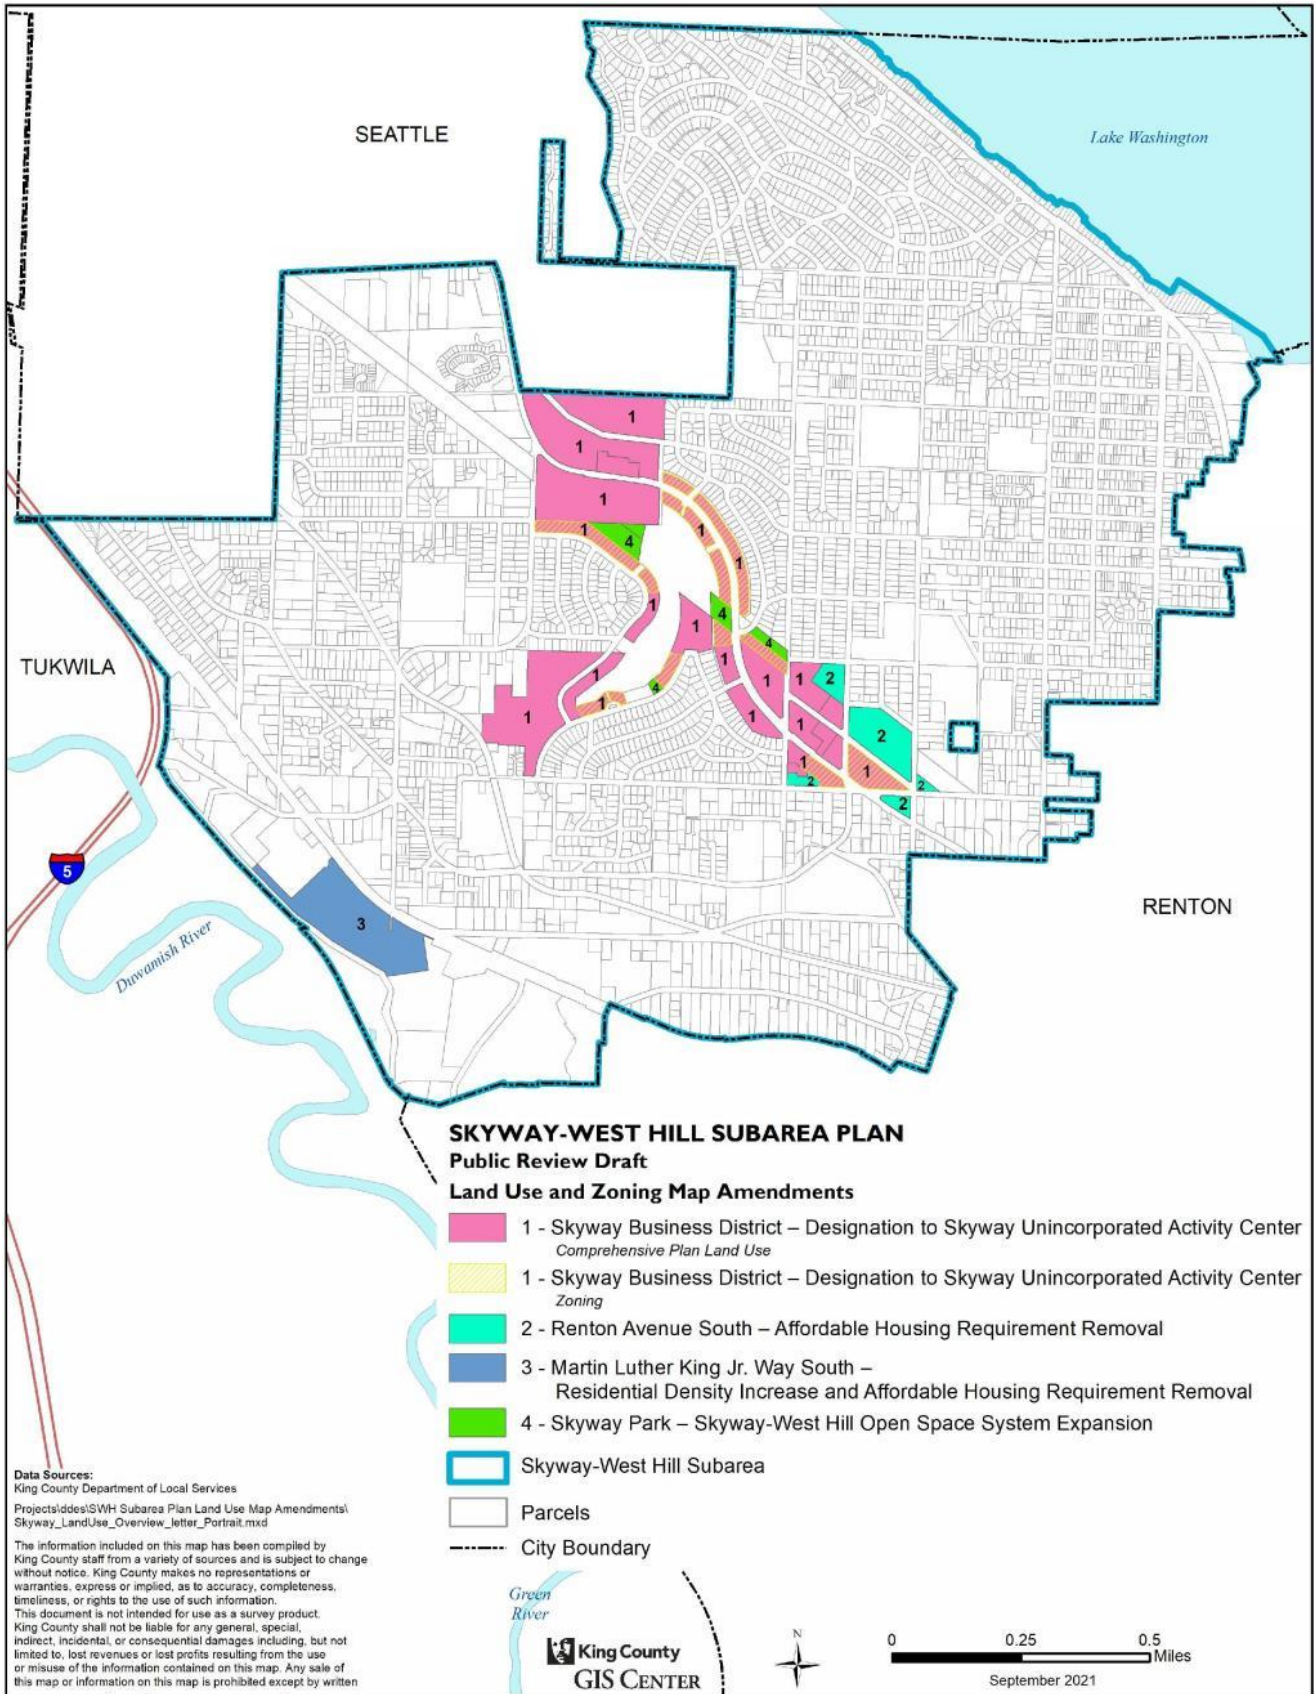 SEATTLE
Lake Washington
1
1
1
1
4
1
1
1
4
1
4
1
1
1
1
2
4
1
1
1
1
2
1
1
2
2
2
TUKWILA
5
3
RENTON
Duwamish River
SKYWAY-WEST HILL SUBAREA PLAN
Public Review Draft
Land Use and Zoning Map Amendments
1 - Skyway Business District – Designation to Skyway Unincorporated Activity Center
Comprehensive Plan Land Use
1 - Skyway Business District – Designation to Skyway Unincorporated Activity Center
Zoning
2 - Renton Avenue South – Affordable Housing Requirement Removal
3 - Martin Luther King Jr. Way South –
Residential Density Increase and Affordable Housing Requirement Removal
4 - Skyway Park – Skyway-West Hill Open Space System Expansion
Skyway-West Hill Subarea
Parcels
City Boundary
Data Sources:
King County Department of Local Services
Projects\ddes\SWH Subarea Plan Land Use Map Amendments\
Skyway_LandUse_Overview_letter_Portrait.mxd
The information included on this map has been compiled by
King County staff from a variety of sources and is subject to change
without notice. King County makes no representations or
warranties, express or implied, as to accuracy, completeness,
timeliness, or rights to the use of such information.
This document is not intended for use as a survey product.
King County shall not be liable for any general, special,
indirect, incidental, or consequential damages including, but not
limited to, lost revenues or lost profits resulting from the use
or misuse of the information contained on this map. Any sale of
this map or information on this map is prohibited except by written
Green
River
King County
GIS CENTER
N
0 0.25 0.5
Miles
September 2021